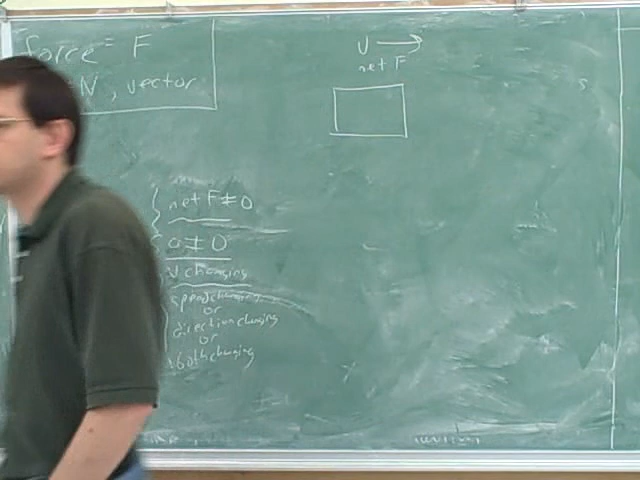 force = F
N, vector
v →
net F
net F ≠ 0
a ≠ 0
v changing
speed changing
or
direction changing
or
both changing